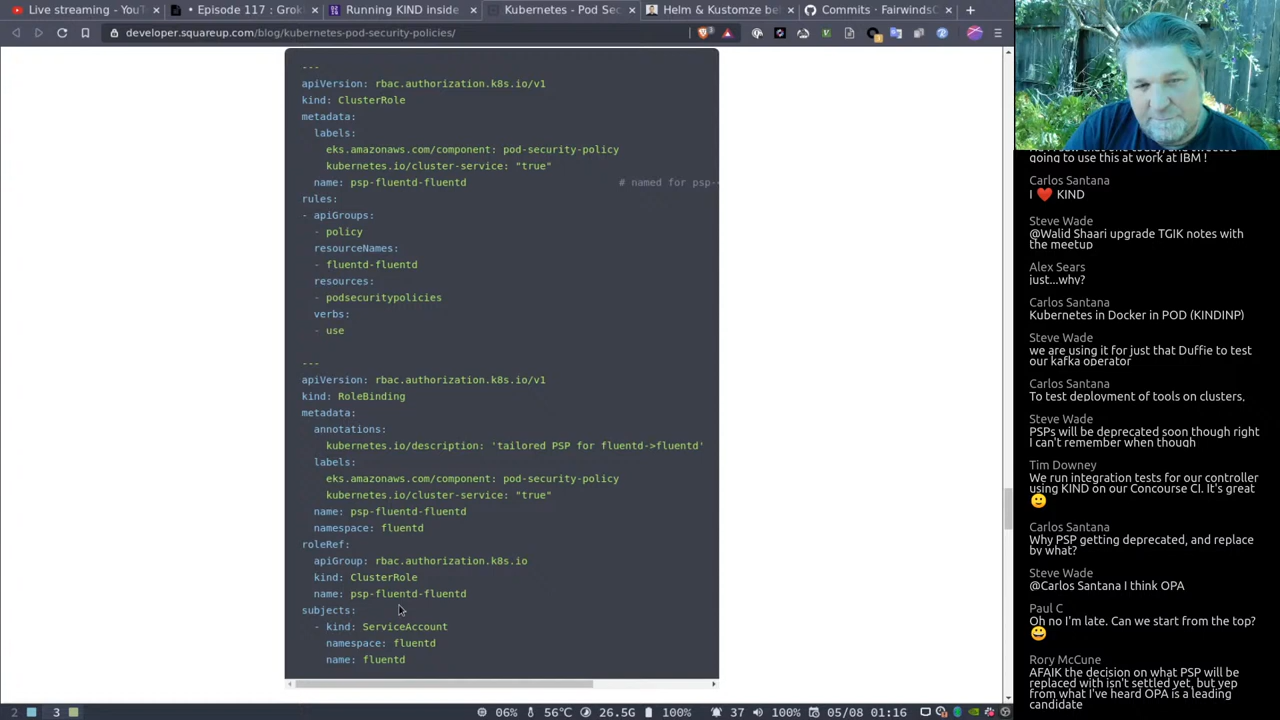 Live streaming - YouT
• Episode 117 : Grok
Running KIND inside
Kubernetes - Pod Sec
Helm & Kustomze be
Commits · FairwindsC
developer.squareup.com/blog/kubernetes-pod-security-policies/
---
apiVersion: rbac.authorization.k8s.io/v1
kind: ClusterRole
metadata:
labels:
eks.amazonaws.com/component: pod-security-policy
kubernetes.io/cluster-service: "true"
name: psp-fluentd-fluentd # named for psp-
rules:
- apiGroups:
- policy
resourceNames:
- fluentd-fluentd
resources:
- podsecuritypolicies
verbs:
- use
---
apiVersion: rbac.authorization.k8s.io/v1
kind: RoleBinding
metadata:
annotations:
kubernetes.io/description: 'tailored PSP for fluentd->fluentd'
labels:
eks.amazonaws.com/component: pod-security-policy
kubernetes.io/cluster-service: "true"
name: psp-fluentd-fluentd
namespace: fluentd
roleRef:
apiGroup: rbac.authorization.k8s.io
kind: ClusterRole
name: psp-fluentd-fluentd
subjects:
- kind: ServiceAccount
namespace: fluentd
name: fluentd
going to use this at work at IBM !
Carlos Santana
I ❤️ KIND
Steve Wade
@Walid Shaari upgrade TGIK notes with
the meetup
Alex Sears
just...why?
Carlos Santana
Kubernetes in Docker in POD (KINDINP)
Steve Wade
we are using it for just that Duffie to test
our kafka operator
Carlos Santana
To test deployment of tools on clusters.
Steve Wade
PSPs will be deprecated soon though right
I can't remember when though
Tim Downey
We run integration tests for our controller
using KIND on our Concourse CI. It's great
🙂
Carlos Santana
Why PSP getting deprecated, and replace
by what?
Steve Wade
@Carlos Santana I think OPA
Paul C
Oh no I'm late. Can we start from the top?
😀
Rory McCune
AFAIK the decision on what PSP will be
replaced with isn't settled yet, but yep
from what I've heard OPA is a leading
candidate
2 3 06% 56°C 26.5G 100% 37 100% 05/08 01:16